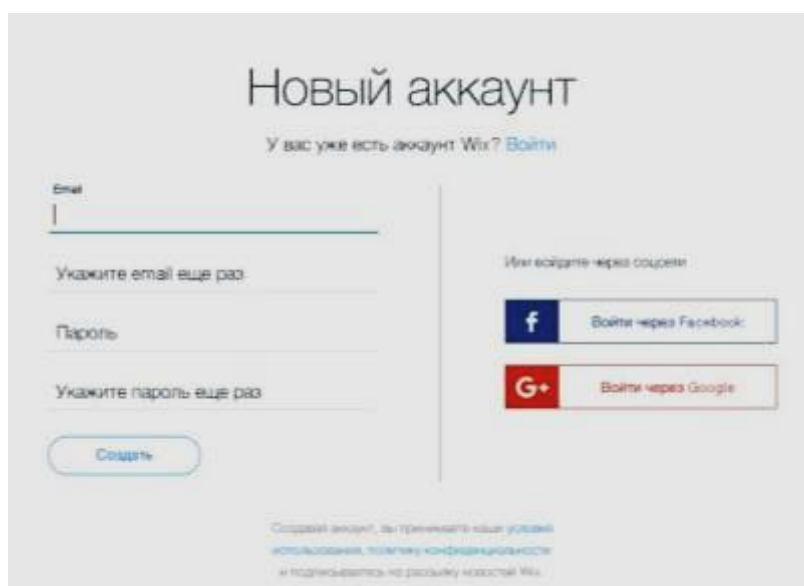 Новый аккаунт
У вас уже есть аккаунт Wix? Войти
Email
Укажите email еще раз
Пароль
Укажите пароль еще раз
Создать
Или войдите через соцсети
f Войти через Facebook
G+ Войти через Google
Создавая аккаунт, вы принимаете наши условия
использования, политику конфиденциальности
и подписываетесь на рассылку новостей Wix.